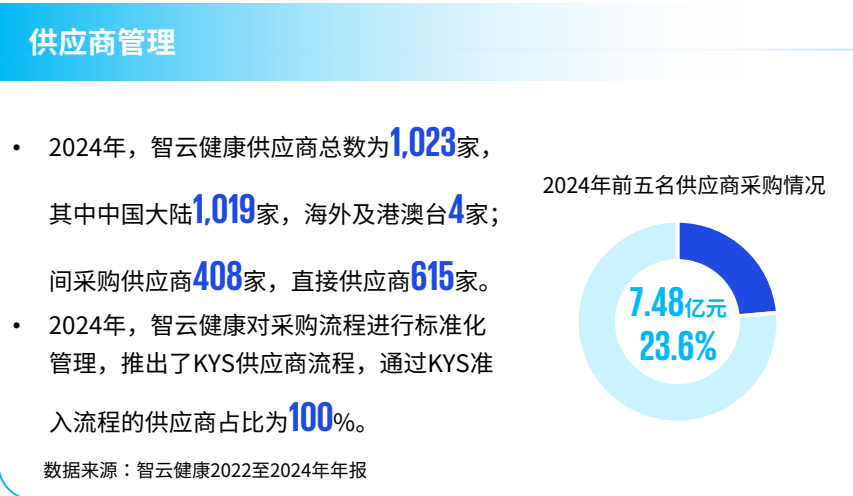 供应商管理
• 2024年，智云健康供应商总数为1,023家，
其中中国大陆1,019家，海外及港澳台4家；
间采购供应商408家，直接供应商615家。
• 2024年，智云健康对采购流程进行标准化
管理，推出了KYS供应商流程，通过KYS准
入流程的供应商占比为100%。
数据来源：智云健康2022至2024年年报
2024年前五名供应商采购情况
7.48亿元
23.6%